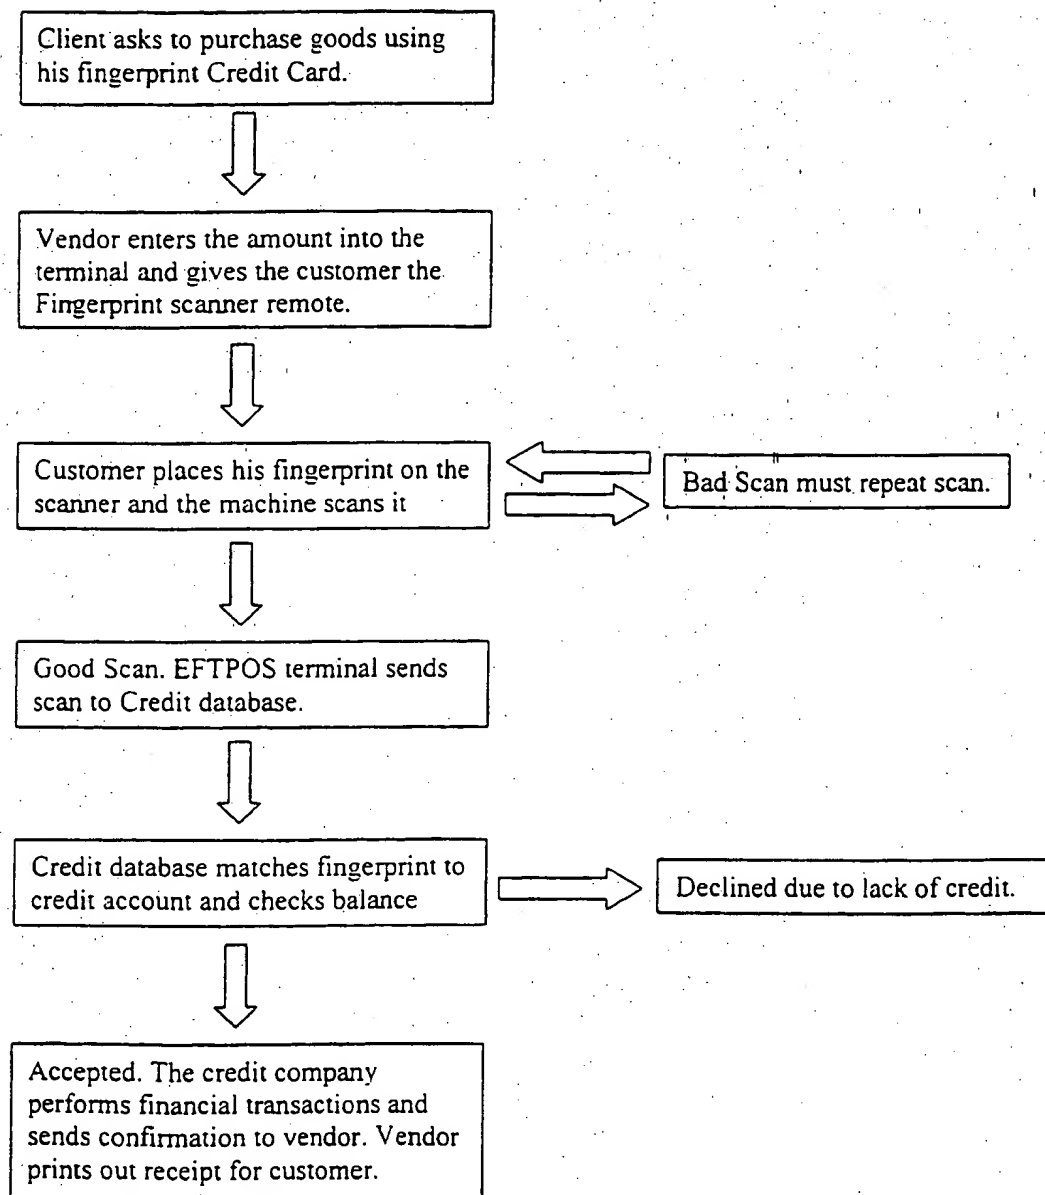 Client asks to purchase goods using
his fingerprint Credit Card.
Vendor enters the amount into the
terminal and gives the customer the
Fingerprint scanner remote.
Customer places his fingerprint on the
scanner and the machine scans it
Bad Scan must repeat scan.
Good Scan. EFTPOS terminal sends
scan to Credit database.
Credit database matches fingerprint to
credit account and checks balance
Declined due to lack of credit.
Accepted. The credit company
performs financial transactions and
sends confirmation to vendor. Vendor
prints out receipt for customer.